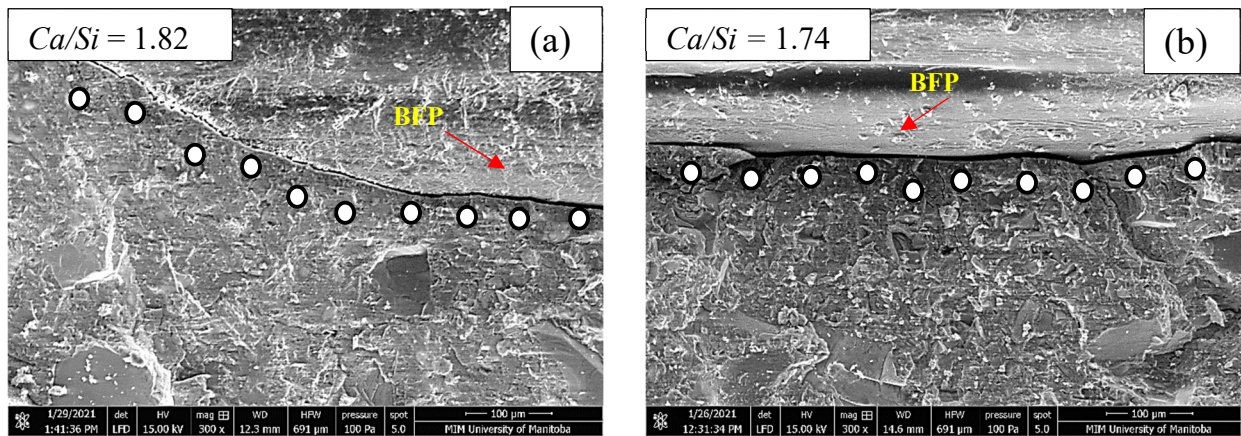 Ca/Si = 1.82
(a)
BFP
1/29/2021
1:41:36 PM
det
LFD
HV
15.00 kV
mag
300 x
WD
12.3 mm
HFW
691 µm
pressure
100 Pa
spot
5.0
100 µm
MIM University of Manitoba
Ca/Si = 1.74
(b)
BFP
1/26/2021
12:31:34 PM
det
LFD
HV
15.00 kV
mag
300 x
WD
14.6 mm
HFW
691 µm
pressure
100 Pa
spot
5.0
100 µm
MIM University of Manitoba